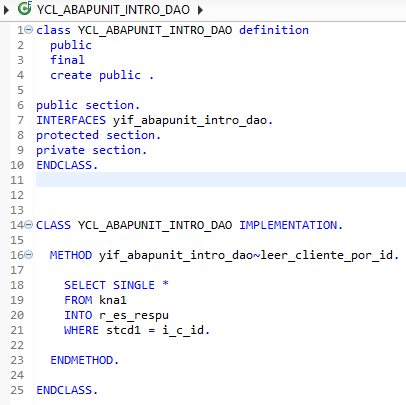 YCL_ABAPUNIT_INTRO_DAO
1 class YCL_ABAPUNIT_INTRO_DAO definition
2 public
3 final
4 create public .
5
6 public section.
7 INTERFACES yif_abapunit_intro_dao.
8 protected section.
9 private section.
10 ENDCLASS.
11
12
13
14 CLASS YCL_ABAPUNIT_INTRO_DAO IMPLEMENTATION.
15
16 METHOD yif_abapunit_intro_dao~leer_cliente_por_id.
17
18 SELECT SINGLE *
19 FROM kna1
20 INTO r_es_respu
21 WHERE stcd1 = i_c_id.
22
23 ENDMETHOD.
24
25 ENDCLASS.